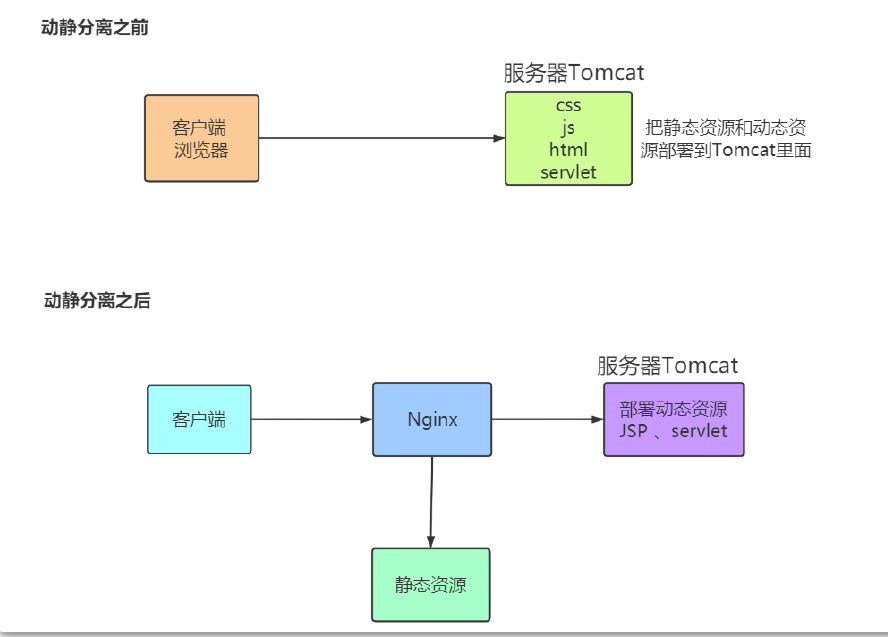 动静分离之前
服务器Tomcat
客户端
浏览器
css
js
html
servlet
把静态资源和动态资
源部署到Tomcat里面
动静分离之后
服务器Tomcat
客户端
Nginx
部署动态资源
JSP 、servlet
静态资源